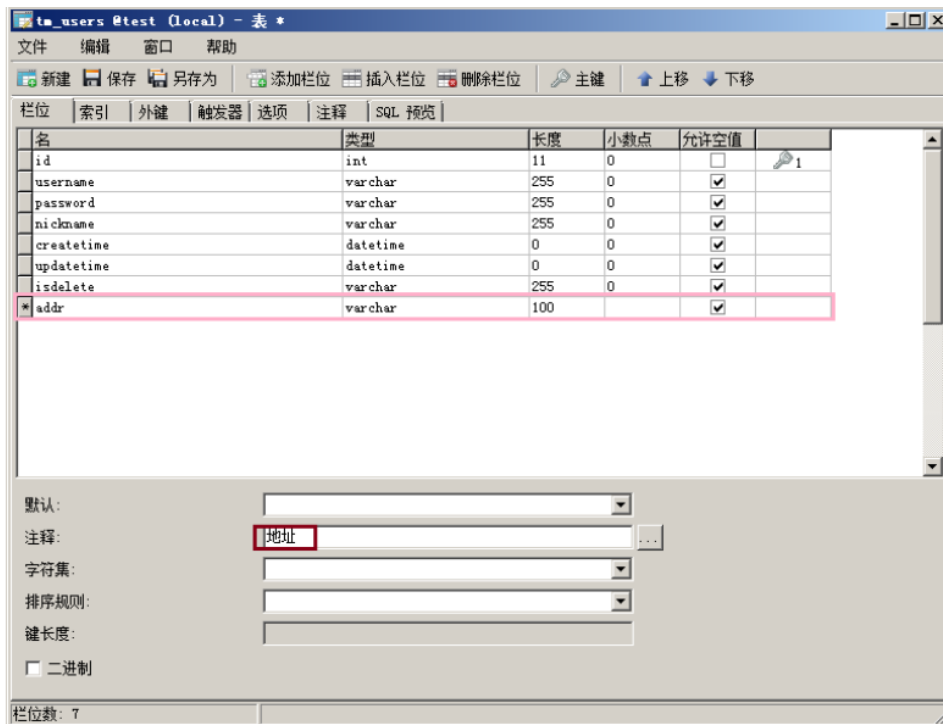 tm_users @test (local) - 表 *
文件 编辑 窗口 帮助
新建 保存 另存为 添加栏位 插入栏位 删除栏位 主键 上移 下移
栏位 索引 外键 触发器 选项 注释 SQL 预览
名 类型 长度 小数点 允许空值
id int 11 0 1
username varchar 255 0
password varchar 255 0
nickname varchar 255 0
createtime datetime 0 0
updatetime datetime 0 0
isdelete varchar 255 0
* addr varchar 100
默认:
注释: 地址 ...
字符集:
排序规则:
键长度:
二进制
栏位数: 7